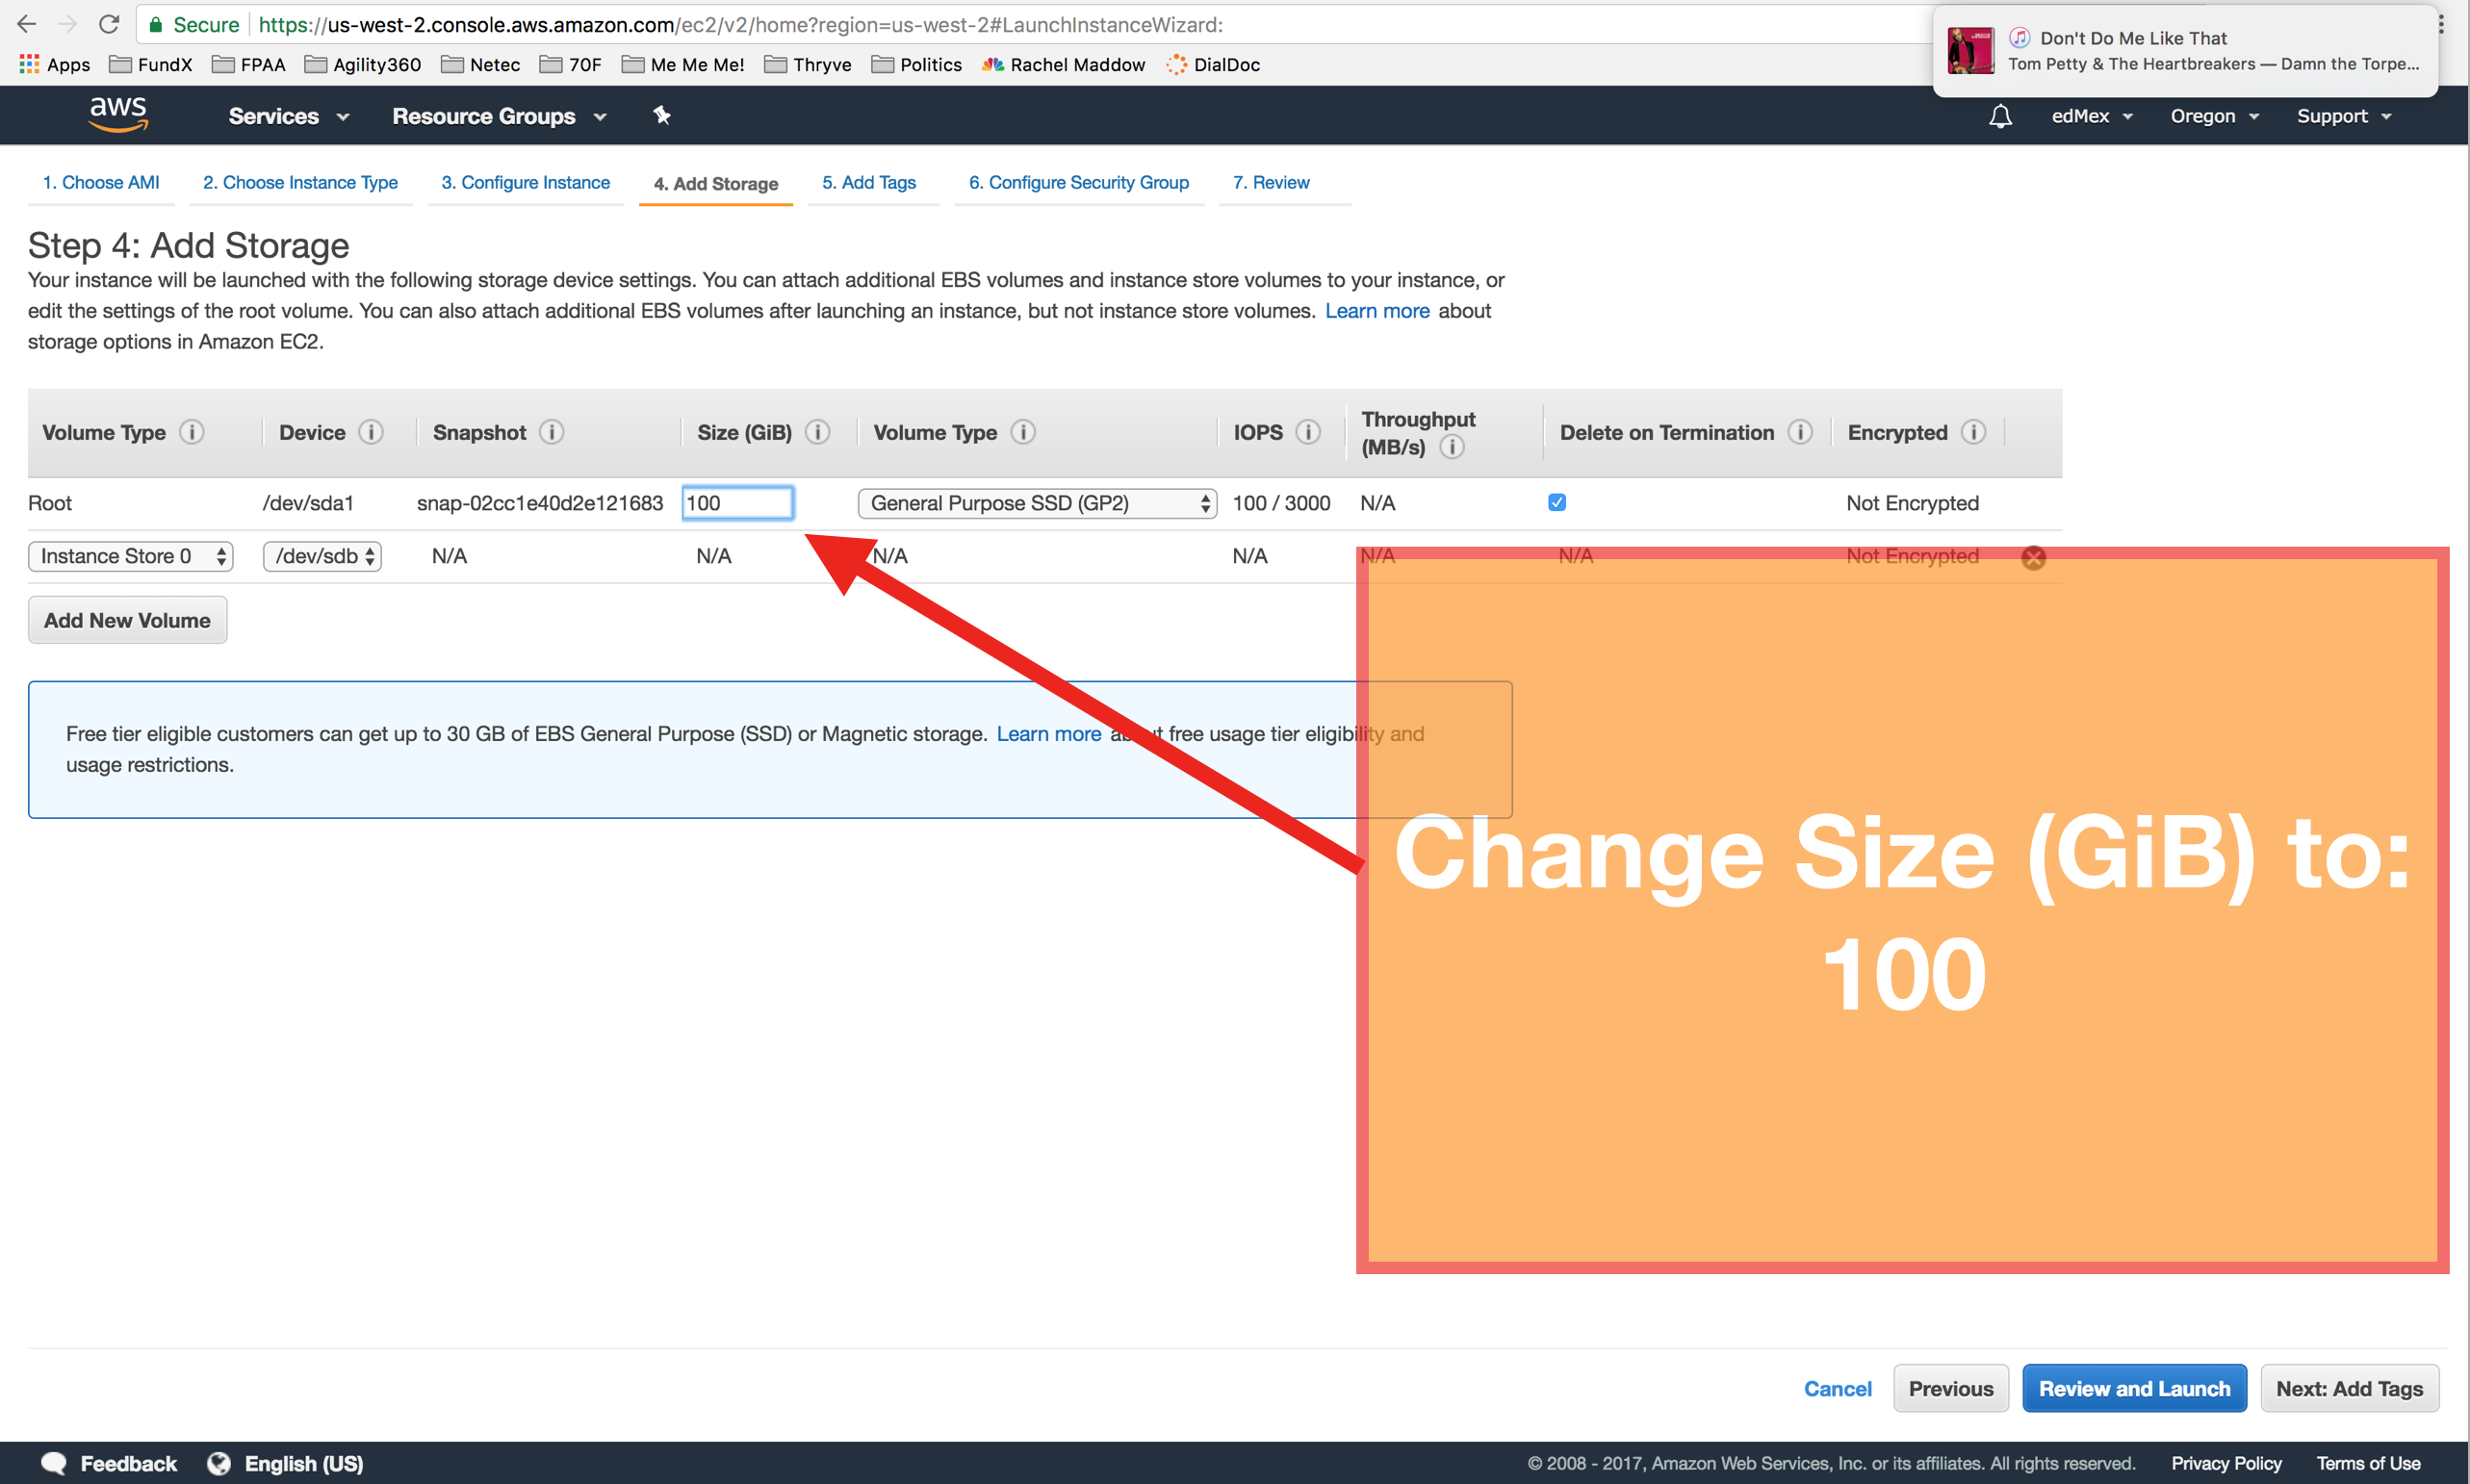 Secure https://us-west-2.console.aws.amazon.com/ec2/v2/home?region=us-west-2#LaunchInstanceWizard:
Don't Do Me Like That
Tom Petty & The Heartbreakers — Damn the Torpe...
Apps FundX FPAA Agility360 Netec 70F Me Me Me! Thryve Politics Rachel Maddow DialDoc
aws Services Resource Groups edMex Oregon Support
1. Choose AMI 2. Choose Instance Type 3. Configure Instance 4. Add Storage 5. Add Tags 6. Configure Security Group 7. Review
Step 4: Add Storage
Your instance will be launched with the following storage device settings. You can attach additional EBS volumes and instance store volumes to your instance, or
edit the settings of the root volume. You can also attach additional EBS volumes after launching an instance, but not instance store volumes. Learn more about
storage options in Amazon EC2.
Volume Type Device Snapshot Size (GiB) Volume Type IOPS Throughput (MB/s) Delete on Termination Encrypted
Root /dev/sda1 snap-02cc1e40d2e121683 100 General Purpose SSD (GP2) 100 / 3000 N/A Not Encrypted
Instance Store 0 /dev/sdb N/A N/A N/A N/A N/A N/A Not Encrypted
Add New Volume
Free tier eligible customers can get up to 30 GB of EBS General Purpose (SSD) or Magnetic storage. Learn more about free usage tier eligibility and
usage restrictions.
Change Size (GiB) to:
100
Cancel Previous Review and Launch Next: Add Tags
Feedback English (US) © 2008 - 2017, Amazon Web Services, Inc. or its affiliates. All rights reserved. Privacy Policy Terms of Use